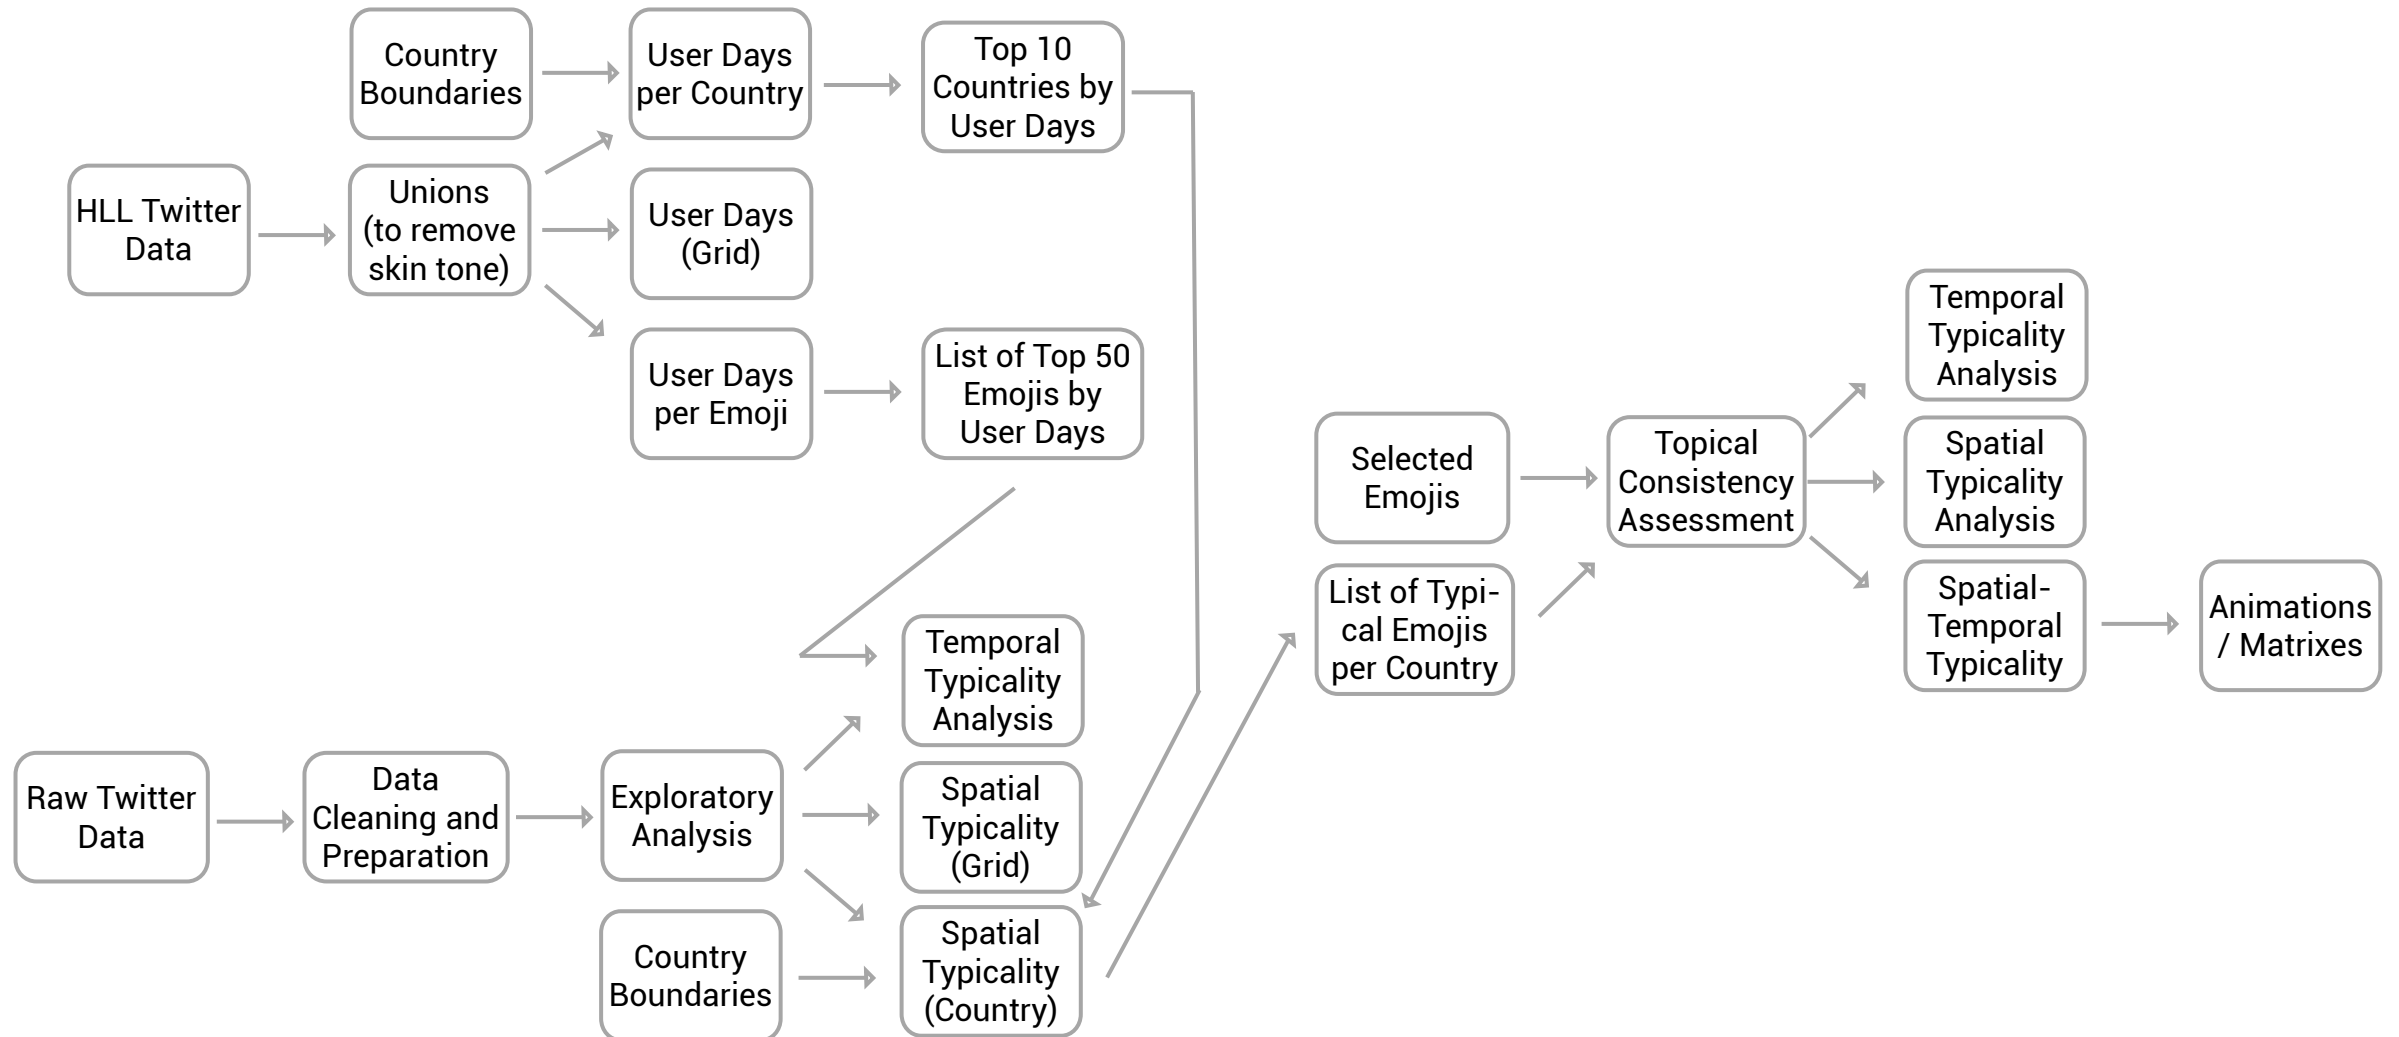 Country
Boundaries
User Days
per Country
Top 10
Countries by
User Days
HLL Twitter
Data
Unions
(to remove
skin tone)
User Days
(Grid)
User Days
per Emoji
List of Top 50
Emojis by
User Days
Raw Twitter
Data
Data
Cleaning and
Preparation
Exploratory
Analysis
Country
Boundaries
Temporal
Typicality
Analysis
Spatial
Typicality
(Grid)
Spatial
Typicality
(Country)
Selected
Emojis
List of Typi-
cal Emojis
per Country
Topical
Consistency
Assessment
Temporal
Typicality
Analysis
Spatial
Typicality
Analysis
Spatial-
Temporal
Typicality
Animations
/ Matrixes